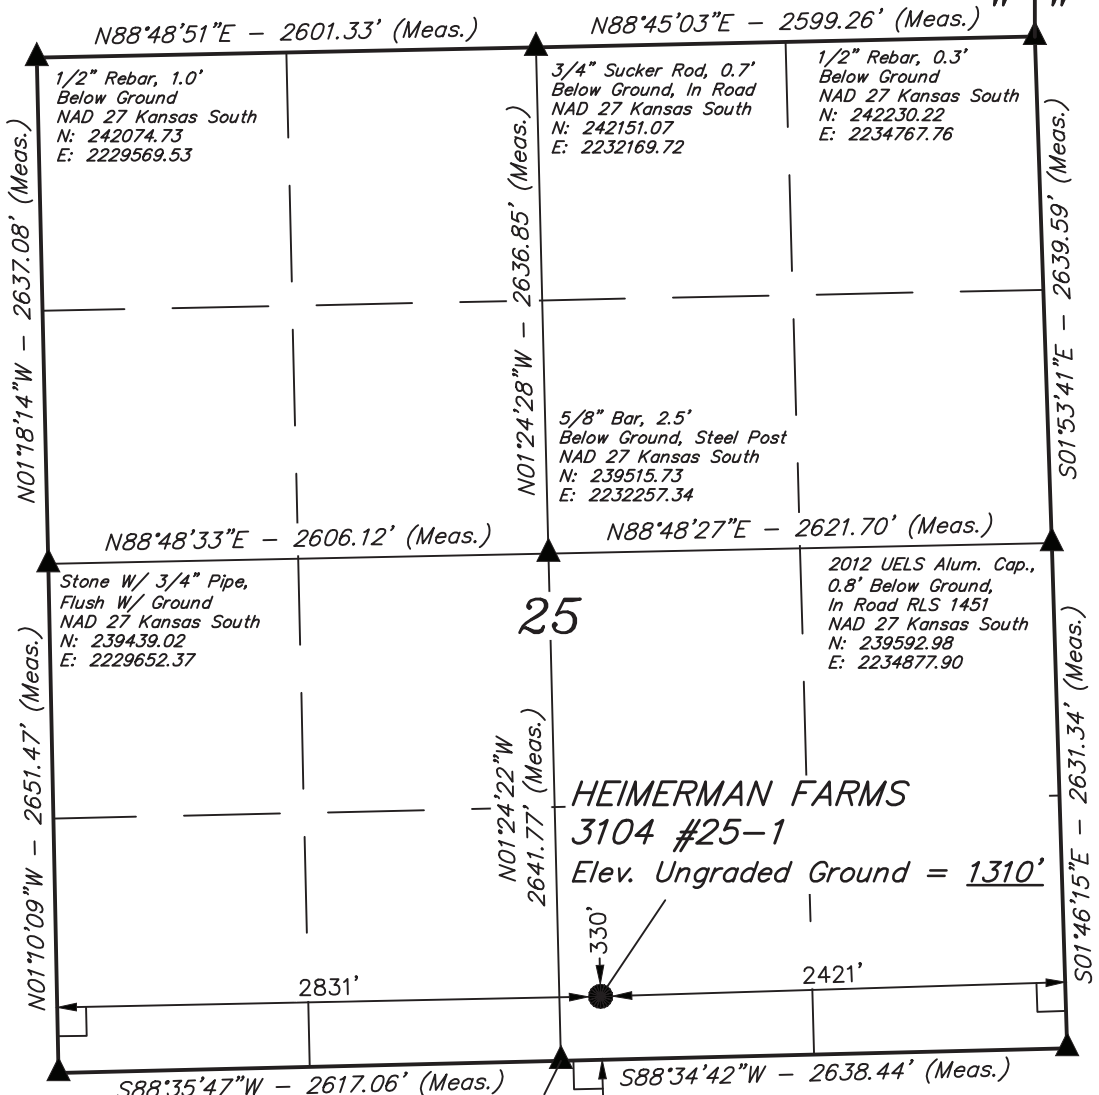 N88°48'51"E - 2601.33' (Meas.)
N88°45'03"E - 2599.26' (Meas.)
1/2" Rebar, 1.0'
Below Ground
NAD 27 Kansas South
N: 242074.73
E: 2229569.53
3/4" Sucker Rod, 0.7'
Below Ground, In Road
NAD 27 Kansas South
N: 242151.07
E: 2232169.72
1/2" Rebar, 0.3'
Below Ground
NAD 27 Kansas South
N: 242230.22
E: 2234767.76
N01°18'14"W - 2637.08' (Meas.)
N01°24'28"W - 2636.85' (Meas.)
S01°53'41"E - 2639.59' (Meas.)
5/8" Bar, 2.5'
Below Ground, Steel Post
NAD 27 Kansas South
N: 239515.73
E: 2232257.34
N88°48'33"E - 2606.12' (Meas.)
N88°48'27"E - 2621.70' (Meas.)
Stone W/ 3/4" Pipe,
Flush W/ Ground
NAD 27 Kansas South
N: 239439.02
E: 2229652.37
25
2012 UELS Alum. Cap.,
0.8' Below Ground,
In Road RLS 1451
NAD 27 Kansas South
N: 239592.98
E: 2234877.90
N01°10'09"W - 2651.47' (Meas.)
N01°24'22"W
2641.77' (Meas.)
S01°46'15"E - 2631.34' (Meas.)
HEIMERMAN FARMS
3104 #25-1
Elev. Ungraded Ground = 1310'
330'
2831'
2421'
S88°35'47"W - 2617.06' (Meas.)
S88°34'42"W - 2638.44' (Meas.)